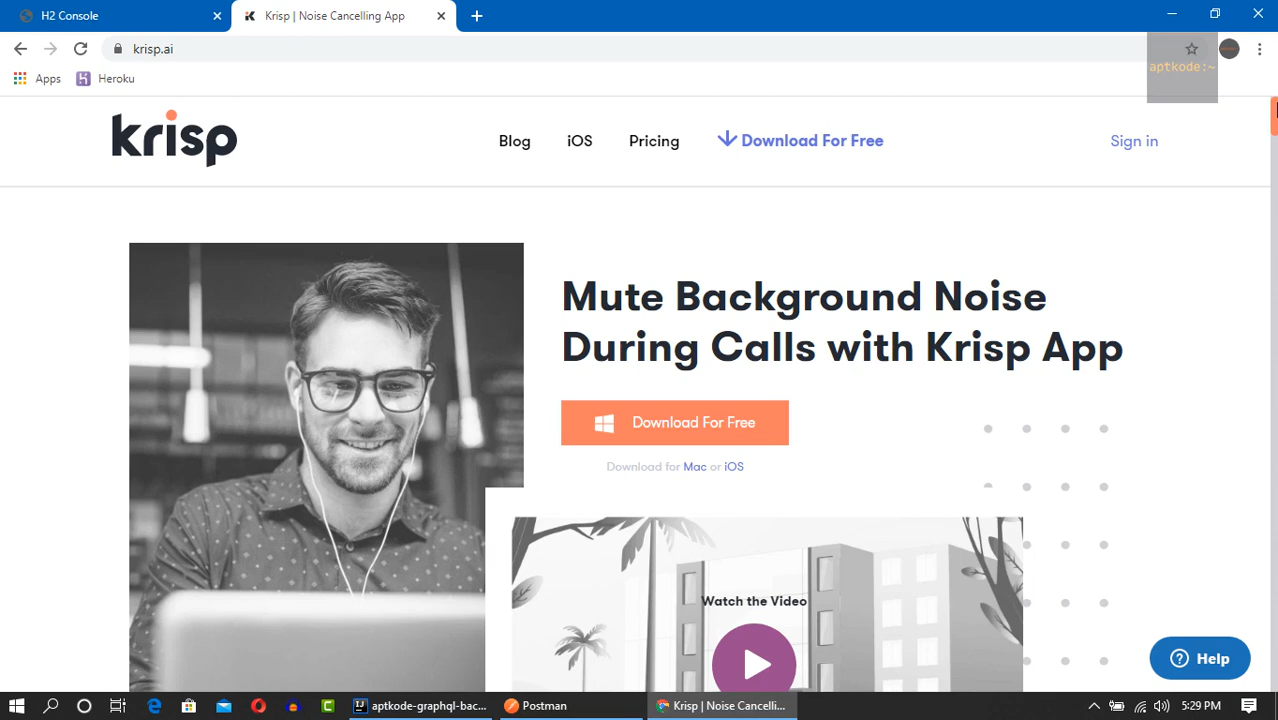 H2 Console
Krisp | Noise Cancelling App
krisp.ai
Apps
Heroku
aptkode:~
krisp
Blog
iOS
Pricing
Download For Free
Sign in
Mute Background Noise
During Calls with Krisp App
Download For Free
Download for Mac or iOS
Watch the Video
Help
aptkode-graphql-bac...
Postman
Krisp | Noise Cancelli...
5:29 PM